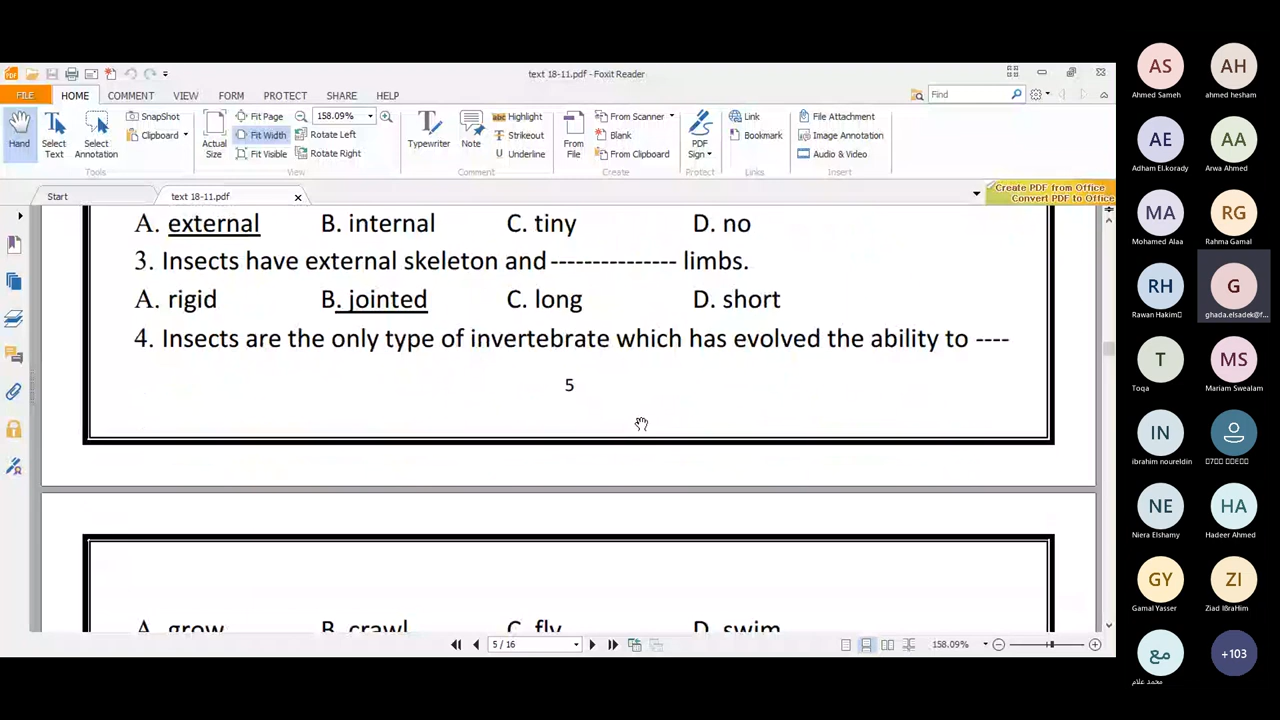 AS
AH
Ahmed Sameh
ahmed hesham
text 18-11.pdf - Foxit Reader
FILE
HOME
COMMENT
VIEW
FORM
PROTECT
SHARE
HELP
Find
Hand
Select Text
Select Annotation
SnapShot
Clipboard
Tools
Actual Size
Fit Page
Fit Width
Fit Visible
158.09%
Rotate Left
Rotate Right
View
Typewriter
Note
Highlight
Strikeout
Underline
Comment
From File
From Scanner
Blank
From Clipboard
Create
PDF Sign
Protect
Link
Bookmark
Links
File Attachment
Image Annotation
Audio & Video
Insert
AE
AA
Adham El.korady
Arwa Ahmed
Start
text 18-11.pdf
Create PDF from Office
Convert PDF to Office
A. external B. internal C. tiny D. no
3. Insects have external skeleton and-------------- limbs.
A. rigid B. jointed C. long D. short
4. Insects are the only type of invertebrate which has evolved the ability to ----
5
A. grow B. crawl C. fly D. swim
5 / 16
158.09%
MA
RG
Mohamed Alaa
Rahma Gamal
RH
G
Rawan Hakim
ghada.elsadek@f...
T
MS
Toqa
Mariam Swealam
IN
ibrahim noureldin
NE
HA
Niera Elshamy
Hadeer Ahmed
GY
ZI
Gamal Yasser
Ziad IBraHim
مع
+103
محمد علام